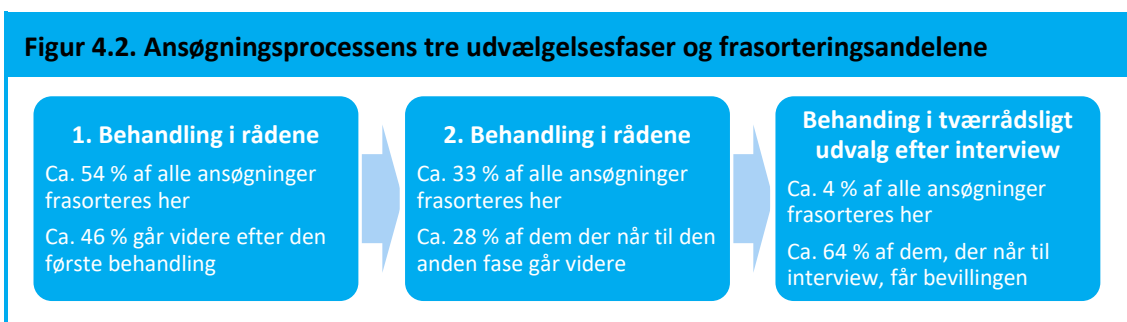 Figur 4.2. Ansøgningsprocessens tre udvælgelsesfaser og frasorteringsandelene
1. Behandling i rådene
Ca. 54 % af alle ansøgninger
frasorteres her
Ca. 46 % går videre efter den
første behandling
2. Behandling i rådene
Ca. 33 % af alle ansøgninger
frasorteres her
Ca. 28 % af dem der når til den
anden fase går videre
Behanding i tværrådsligt
udvalg efter interview
Ca. 4 % af alle ansøgninger
frasorteres her
Ca. 64 % af dem, der når til
interview, får bevillingen